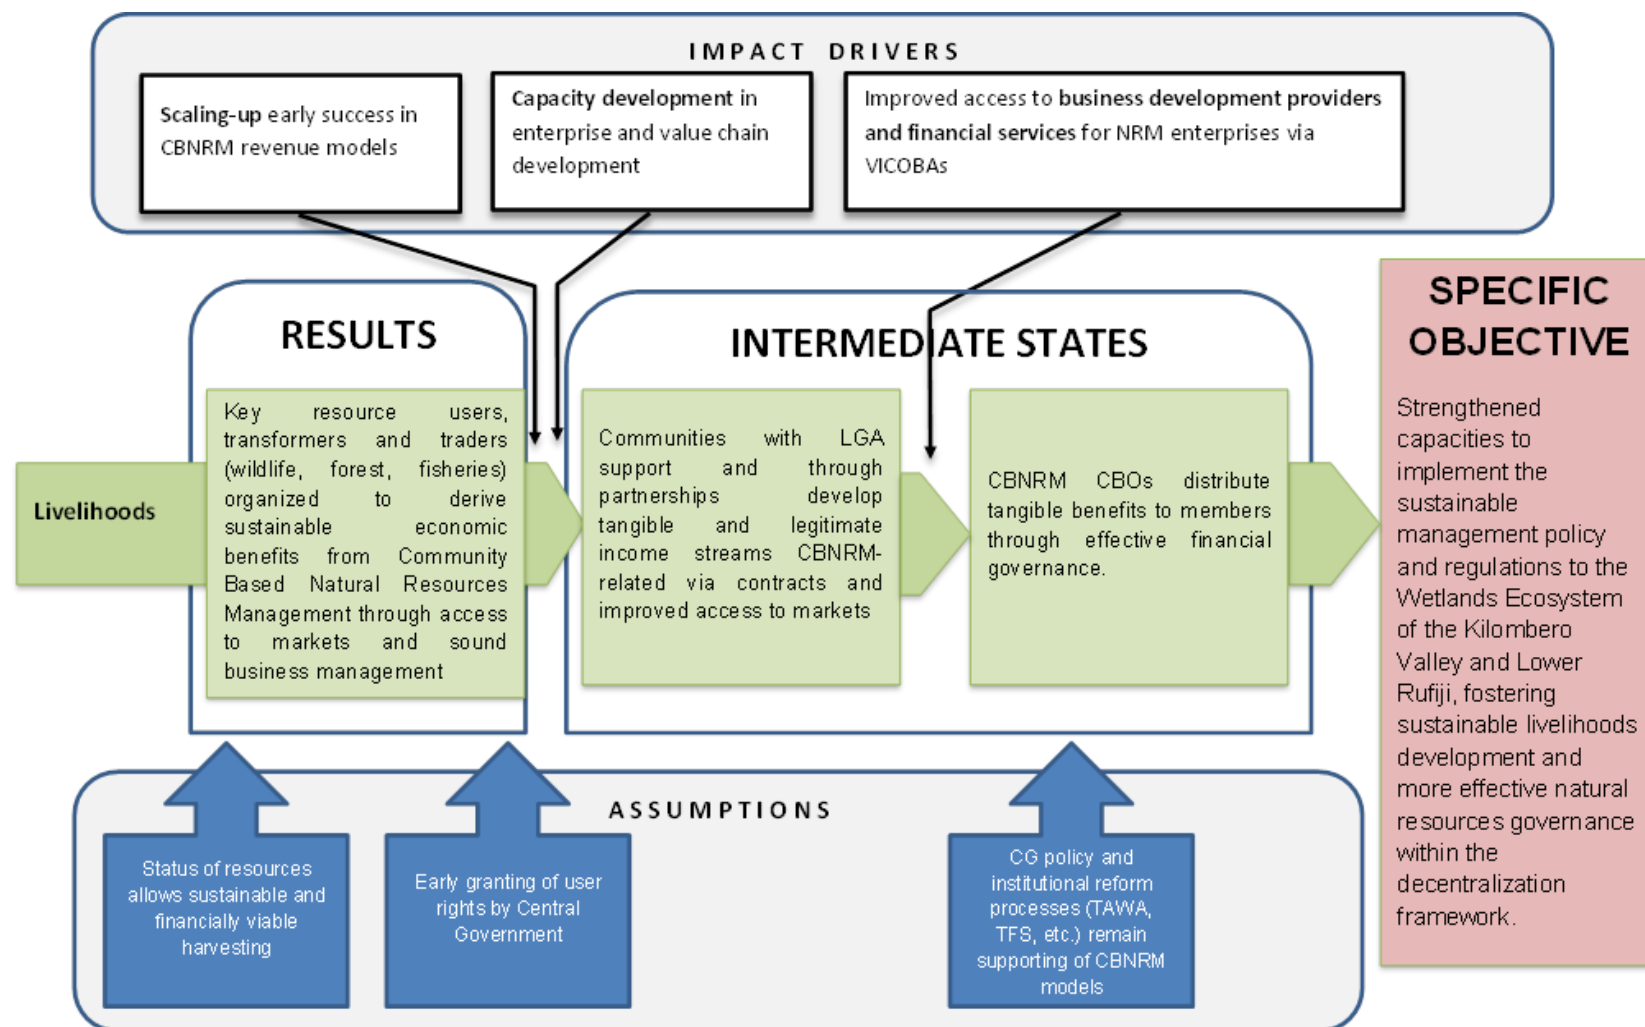 IMPACT DRIVERS
Scaling-up early success in
CBNRM revenue models
Capacity development in
enterprise and value chain
development
Improved access to business development providers
and financial services for NRM enterprises via
VICOBAs
RESULTS
INTERMEDIATE STATES
SPECIFIC
OBJECTIVE
Livelihoods
Key resource users,
transformers and traders
(wildlife, forest, fisheries)
organized to derive
sustainable economic
benefits from Community
Based Natural Resources
Management through access
to markets and sound
business management
Communities with LGA
support and through
partnerships develop
tangible and legitimate
income streams CBNRM-
related via contracts and
improved access to markets
CBNRM CBOs distribute
tangible benefits to members
through effective financial
governance.
Strengthened
capacities to
implement the
sustainable
management policy
and regulations to the
Wetlands Ecosystem
of the Kilombero
Valley and Lower
Rufiji, fostering
sustainable livelihoods
development and
more effective natural
resources governance
within the
decentralization
framework.
ASSUMPTIONS
Status of resources
allows sustainable and
financially viable
harvesting
Early granting of user
rights by Central
Government
CG policy and
institutional reform
processes (TAWA,
TFS, etc.) remain
supporting of CBNRM
models